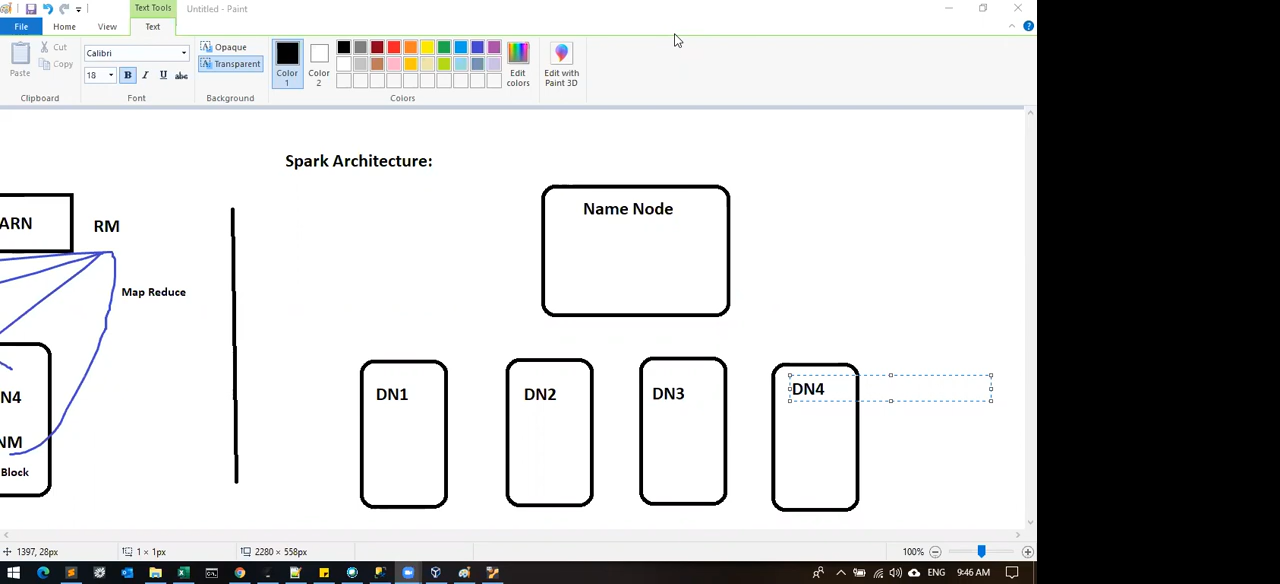 Text Tools
Untitled - Paint
File
Home
View
Text
Paste
Cut
Copy
Clipboard
Calibri
18
B
I
U
abc
Font
Opaque
Transparent
Background
Color 1
Color 2
Colors
Edit colors
Edit with Paint 3D
Spark Architecture:
ARN
RM
Name Node
Map Reduce
DN1
DN2
DN3
DN4
N4
NM
Block
1397, 28px
1 × 1px
2280 × 558px
100%
ENG
9:46 AM